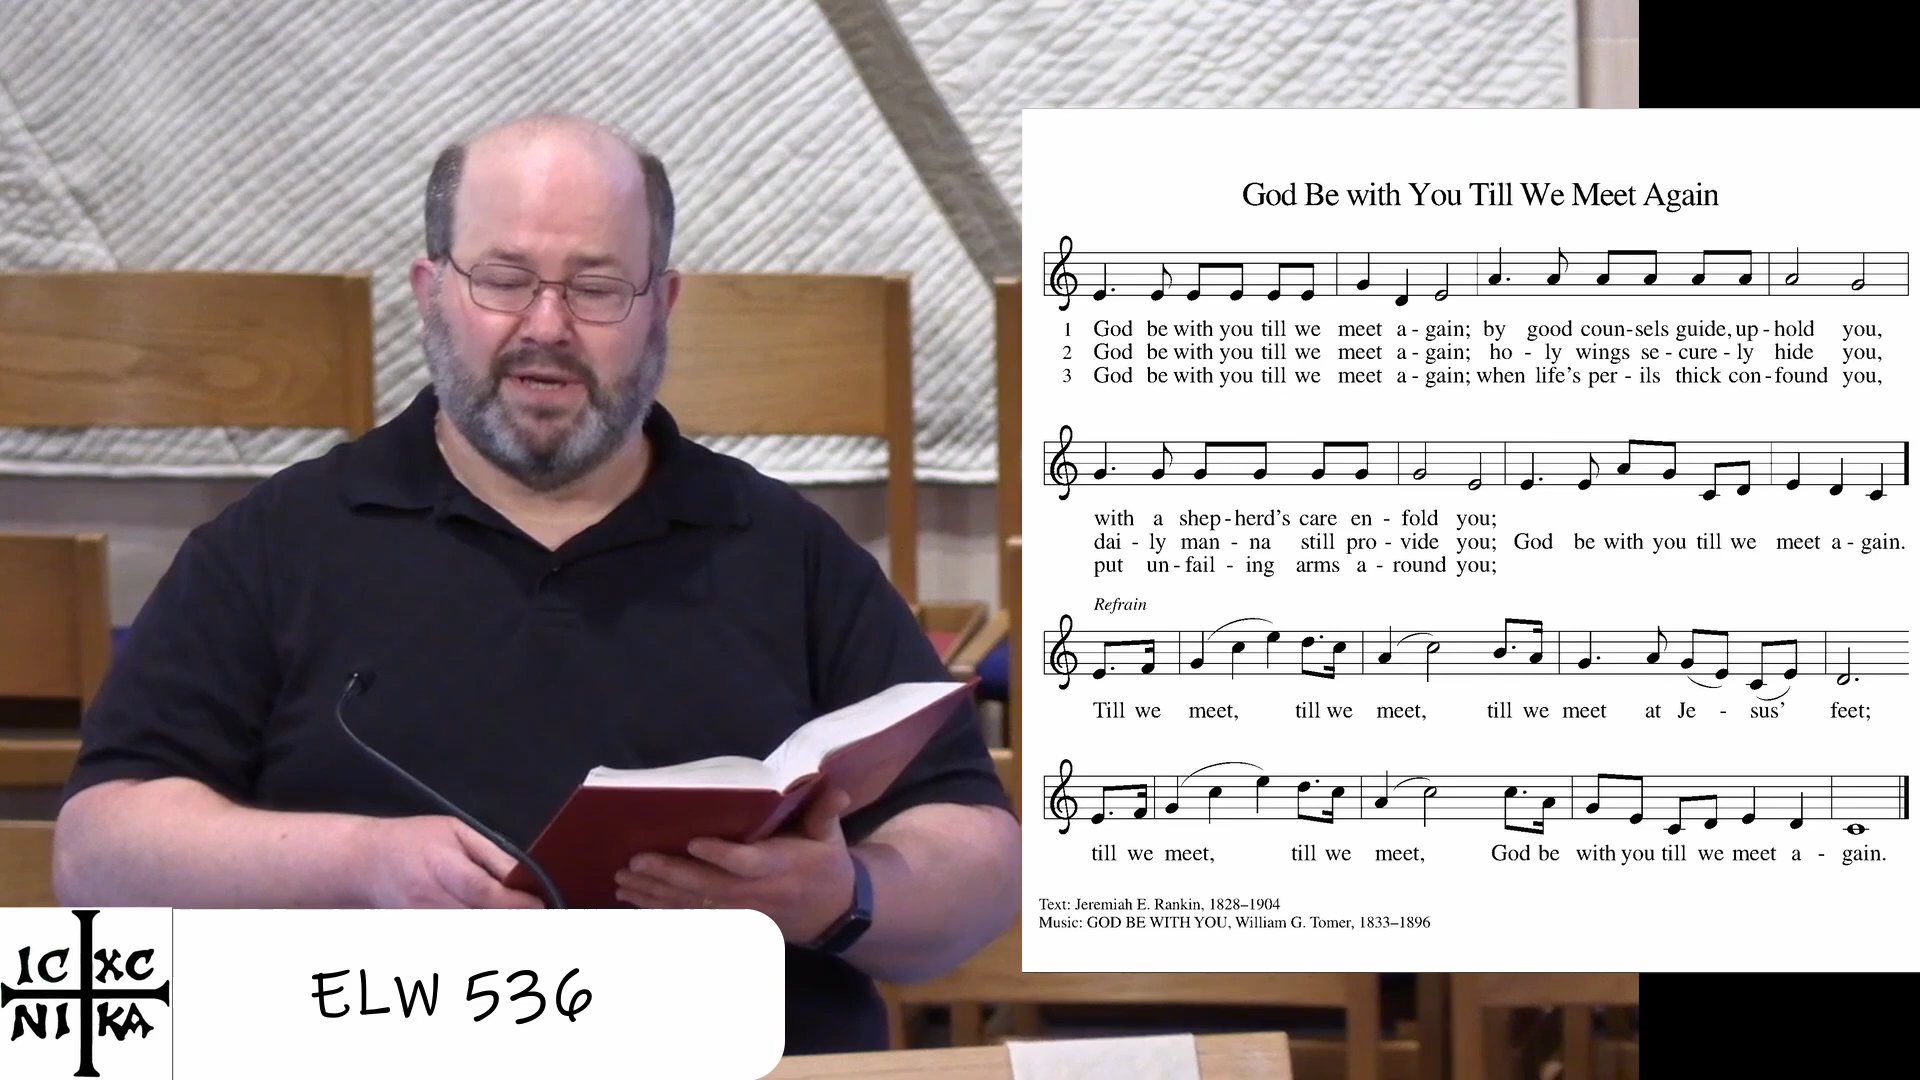 God Be with You Till We Meet Again
1 God be with you till we meet a - gain; by good coun - sels guide, up - hold you,
2 God be with you till we meet a - gain; ho - ly wings se - cure - ly hide you,
3 God be with you till we meet a - gain; when life's per - ils thick con - found you,
with a shep - herd's care en - fold you;
dai - ly man - na still pro - vide you; God be with you till we meet a - gain.
put un - fail - ing arms a - round you;
Refrain
Till we meet, till we meet, till we meet at Je - sus' feet;
till we meet, till we meet, God be with you till we meet a - gain.
Text: Jeremiah E. Rankin, 1828–1904
Music: GOD BE WITH YOU, William G. Tomer, 1833–1896
IC XC
NI KA
ELW 536